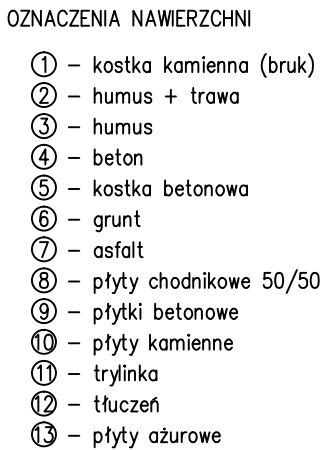 OZNACZENIA NAWIERZCHNI
① – kostka kamienna (bruk)
② – humus + trawa
③ – humus
④ – beton
⑤ – kostka betonowa
⑥ – grunt
⑦ – asfalt
⑧ – płyty chodnikowe 50/50
⑨ – płytki betonowe
⑩ – płyty kamienne
⑪ – trylinka
⑫ – tłuczeń
⑬ – płyty ażurowe